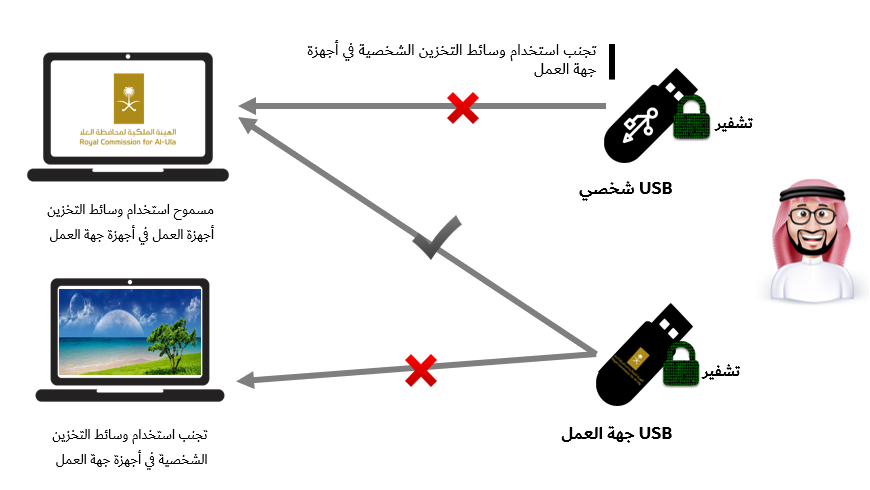 تجنب استخدام وسائط التخزين الشخصية في أجهزة
جهة العمل
تشفير
USB شخصي
الهيئة الملكية لمحافظة العلا
Royal Commission for Al-Ula
مسموح استخدام وسائط التخزين
أجهزة العمل في أجهزة جهة العمل
تشفير
USB جهة العمل
تجنب استخدام وسائط التخزين
الشخصية في أجهزة جهة العمل